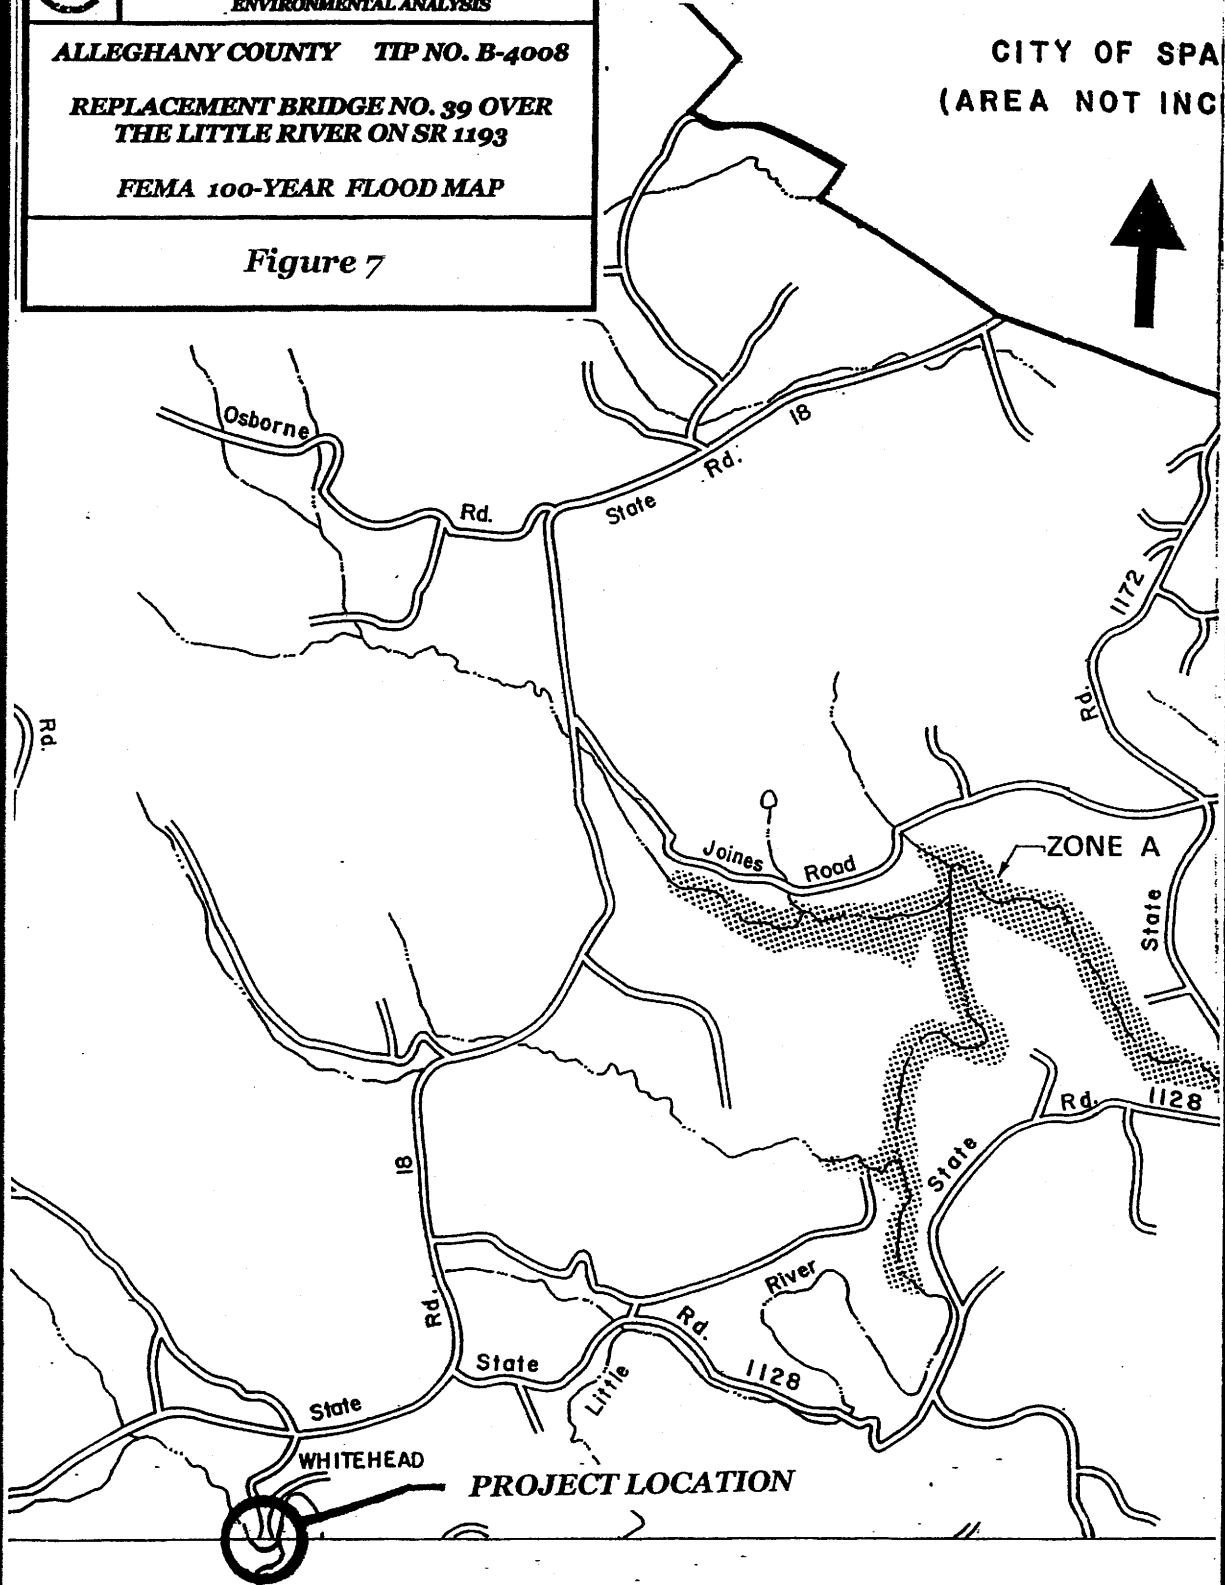 ENVIRONMENTAL ANALYSIS
ALLEGHANY COUNTY TIP NO. B-4008
REPLACEMENT BRIDGE NO. 39 OVER
THE LITTLE RIVER ON SR 1193
FEMA 100-YEAR FLOOD MAP
Figure 7
CITY OF SPA
(AREA NOT INC
Osborne
Rd.
State
Rd.
18
1172
Rd.
Rd.
Joines
Road
ZONE A
State
Rd.
1128
State
18
Rd.
River
Rd.
1128
State
Little
State
WHITEHEAD
PROJECT LOCATION